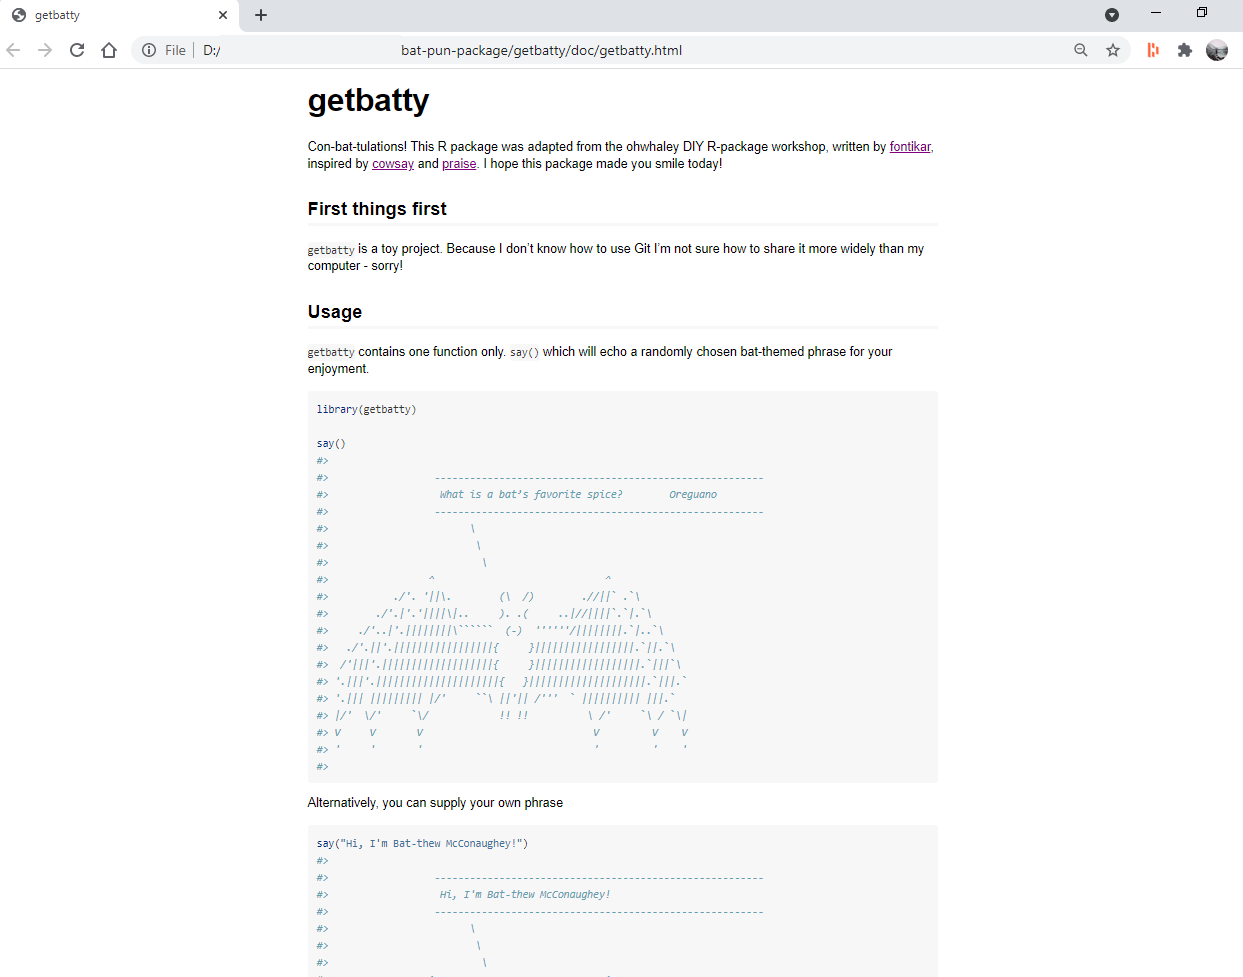 getbatty
File
D:/
bat-pun-package/getbatty/doc/getbatty.html
getbatty
Con-bat-tulations! This R package was adapted from the ohwhaley DIY R-package workshop, written by fontikar,
inspired by cowsay and praise. I hope this package made you smile today!
First things first
getbatty is a toy project. Because I don't know how to use Git I'm not sure how to share it more widely than my
computer - sorry!
Usage
getbatty contains one function only. say() which will echo a randomly chosen bat-themed phrase for your
enjoyment.
library(getbatty)
say()
#>
#>                  --------------------------------------------------------
#>                   What is a bat's favorite spice?        Oreguano
#>                  --------------------------------------------------------
#>                        \
#>                         \
#>                          \
#>                 ^                             ^
#>           ./'. '||\.        (\  /)        .//||` .`\
#>        ./'.|'.'||||\|..     ). .(     ..|//||||`.`|.`\
#>     ./'..|'.||||||||\``````  (-)  ''''''/||||||||.`|..`\
#>   ./'.||'.|||||||||||||||||{     }|||||||||||||||||.`||.`\
#>  /'|||'.|||||||||||||||||||{     }||||||||||||||||||.`|||`\
#> '.|||'.|||||||||||||||||||||{   }||||||||||||||||||||.`|||.`
#> '.||| ||||||||| |/'     ``\ ||'|| /'''  ` |||||||||| |||.`
#> |/'  \/'     `\/            !! !!          \ /'     `\ / `\|
#> V     V       V                             V         V    V
#> '     '       '                             '         '    '
#>
Alternatively, you can supply your own phrase
say("Hi, I'm Bat-thew McConaughey!")
#>
#>                  --------------------------------------------------------
#>                   Hi, I'm Bat-thew McConaughey!
#>                  --------------------------------------------------------
#>                        \
#>                         \
#>                          \